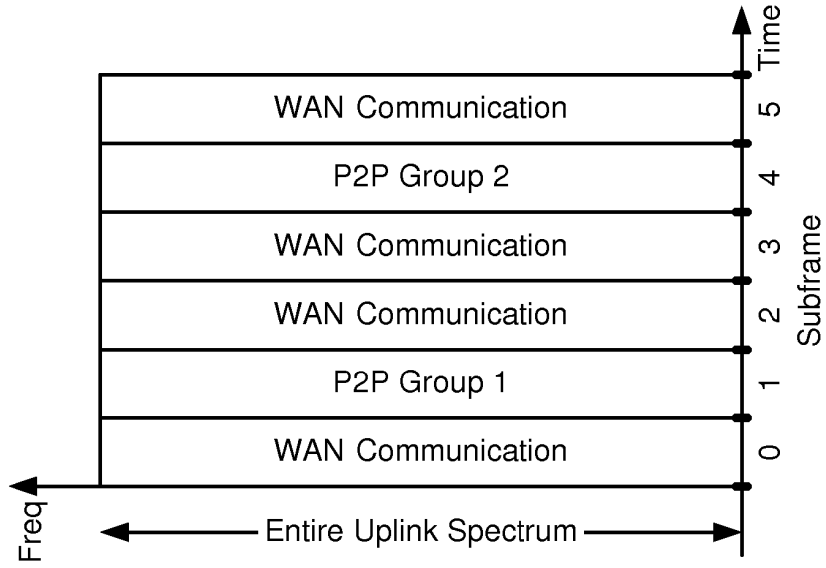 Time
WAN Communication 5
P2P Group 2 4
WAN Communication 3
Subframe
WAN Communication 2
P2P Group 1 1
WAN Communication 0
Freq
Entire Uplink Spectrum